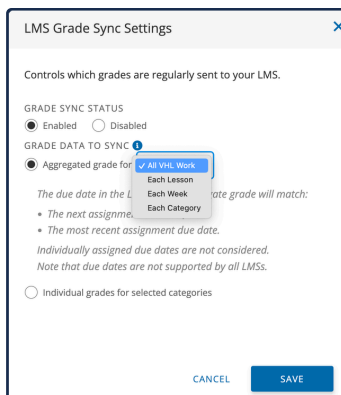 LMS Grade Sync Settings
Controls which grades are regularly sent to your LMS.
GRADE SYNC STATUS
Enabled Disabled
GRADE DATA TO SYNC
Aggregated grade for ✓ All VHL Work
Each Lesson
Each Week
Each Category
The due date in the L grade will match:
• The next assignme
• The most recent assignment due date.
Individually assigned due dates are not considered.
Note that due dates are not supported by all LMSs.
Individual grades for selected categories
CANCEL SAVE